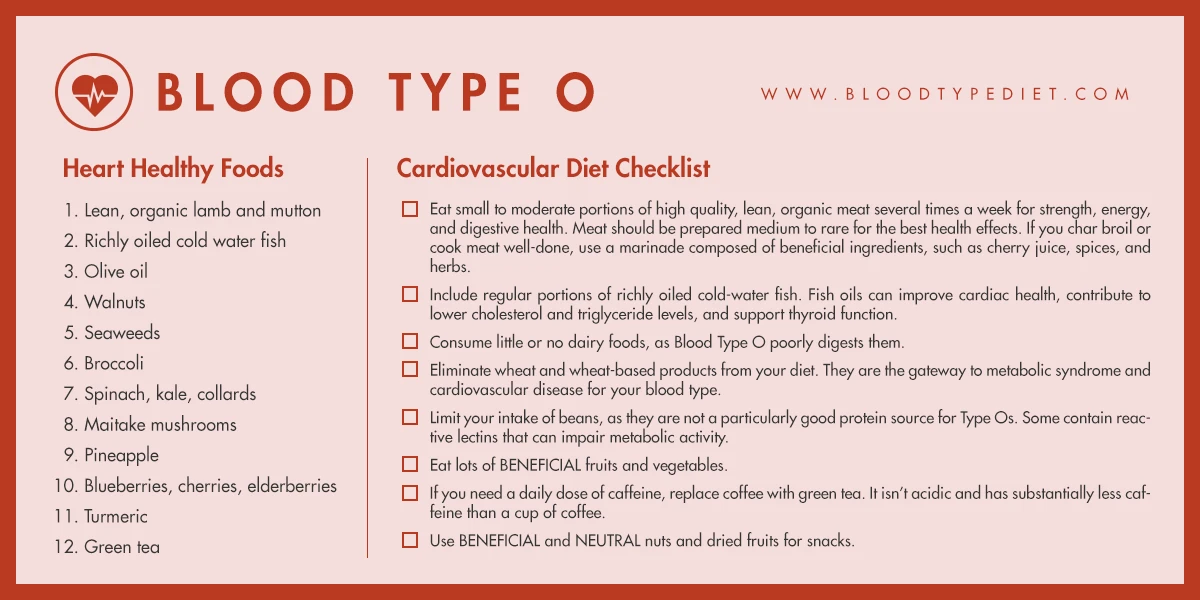 BLOOD TYPE O
WWW.BLOODTYPEDIET.COM
Heart Healthy Foods
1. Lean, organic lamb and mutton
2. Richly oiled cold water fish
3. Olive oil
4. Walnuts
5. Seaweeds
6. Broccoli
7. Spinach, kale, collards
8. Maitake mushrooms
9. Pineapple
10. Blueberries, cherries, elderberries
11. Turmeric
12. Green tea
Cardiovascular Diet Checklist
Eat small to moderate portions of high quality, lean, organic meat several times a week for strength, energy,
and digestive health. Meat should be prepared medium to rare for the best health effects. If you char broil or
cook meat well-done, use a marinade composed of beneficial ingredients, such as cherry juice, spices, and
herbs.
Include regular portions of richly oiled cold-water fish. Fish oils can improve cardiac health, contribute to
lower cholesterol and triglyceride levels, and support thyroid function.
Consume little or no dairy foods, as Blood Type O poorly digests them.
Eliminate wheat and wheat-based products from your diet. They are the gateway to metabolic syndrome and
cardiovascular disease for your blood type.
Limit your intake of beans, as they are not a particularly good protein source for Type Os. Some contain reac-
tive lectins that can impair metabolic activity.
Eat lots of BENEFICIAL fruits and vegetables.
If you need a daily dose of caffeine, replace coffee with green tea. It isn't acidic and has substantially less caf-
feine than a cup of coffee.
Use BENEFICIAL and NEUTRAL nuts and dried fruits for snacks.